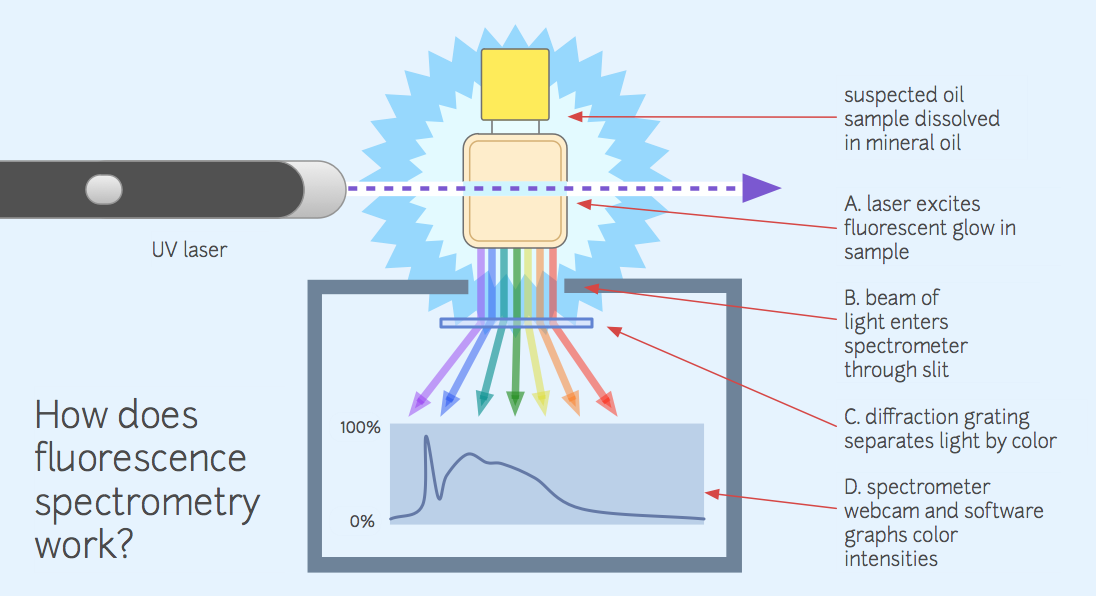 suspected oil
sample dissolved
in mineral oil
A. laser excites
fluorescent glow in
sample
UV laser
B. beam of
light enters
spectrometer
through slit
How does
fluorescence
spectrometry
work?
C. diffraction grating
separates light by color
100%
0%
D. spectrometer
webcam and software
graphs color
intensities